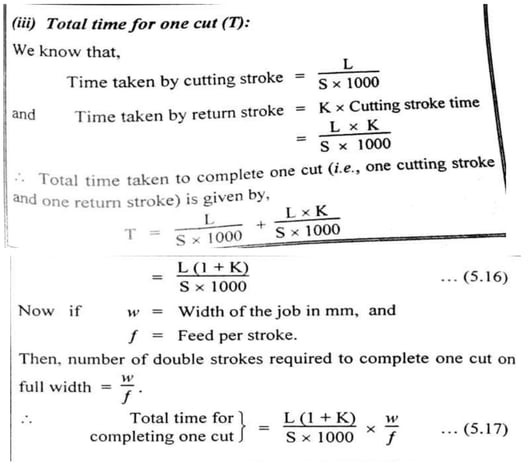 (iii) Total time for one cut (T):
We know that,
Time taken by cutting stroke = L / (S × 1000)
and Time taken by return stroke = K × Cutting stroke time
= (L × K) / (S × 1000)
∴ Total time taken to complete one cut (i.e., one cutting stroke
and one return stroke) is given by,
T = L / (S × 1000) + (L × K) / (S × 1000)
= L (1 + K) / (S × 1000) ... (5.16)
Now if w = Width of the job in mm, and
f = Feed per stroke.
Then, number of double strokes required to complete one cut on
full width = w/f .
∴ Total time for completing one cut } = L (1 + K) / (S × 1000) × w/f ... (5.17)